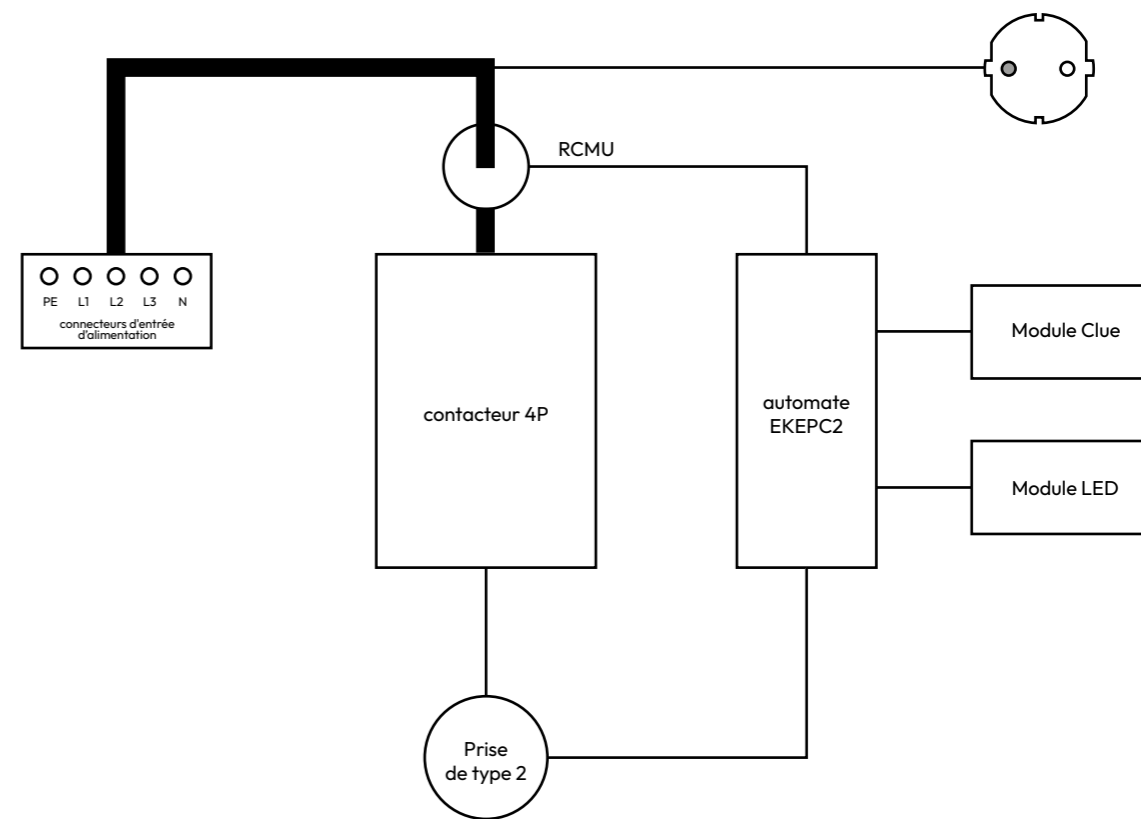 RCMU
PE L1 L2 L3 N
connecteurs d'entrée
d'alimentation
contacteur 4P
automate
EKEPC2
Module Clue
Module LED
Prise
de type 2